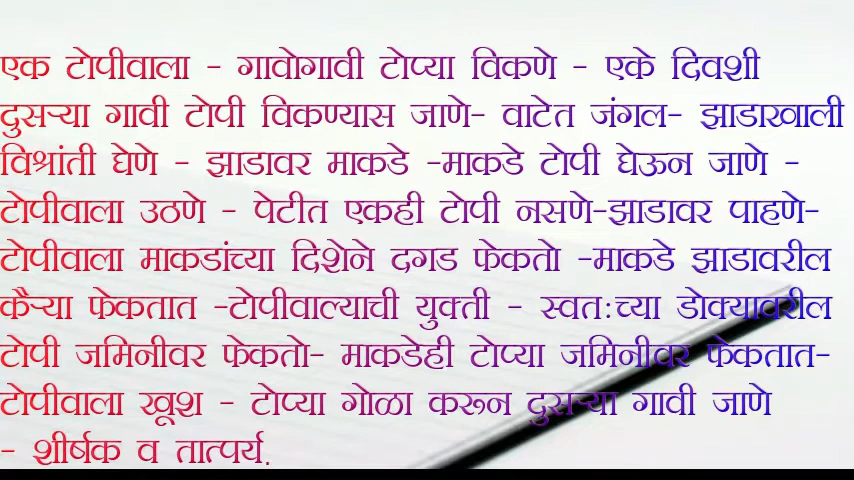 एक टोपीवाला - गावोगावी टोप्या विकणे - एके दिवशी
दुसऱ्या गावी टोपी विकण्यास जाणे- वाटेत जंगल- झाडाखाली
विश्रांती घेणे - झाडावर माकडे -माकडे टोपी घेऊन जाणे -
टोपीवाला उठणे - पेटीत एकही टोपी नसणे-झाडावर पाहणे-
टोपीवाला माकडांच्या दिशेने दगड फेकतो -माकडे झाडावरील
कैऱ्या फेकतात -टोपीवाल्याची युक्ती - स्वतःच्या डोक्यावरील
टोपी जमिनीवर फेकतो- माकडेही टोप्या जमिनीवर फेकतात-
टोपीवाला खूश - टोप्या गोळा करून दुसऱ्या गावी जाणे
- शीर्षक व तात्पर्य.